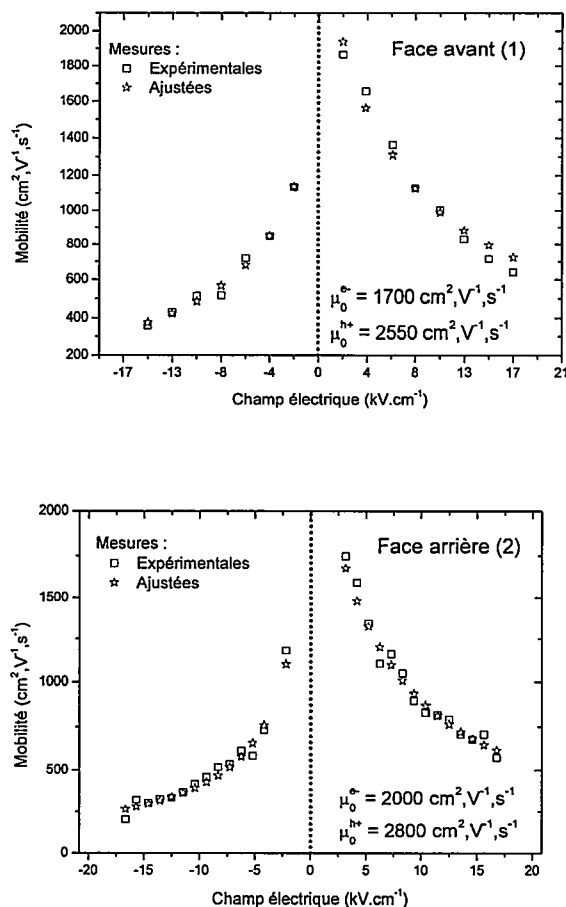 Face avant (1)
Mesures :
Expérimentales
Ajustées
2000
1800
1600
1400
1200
1000
800
600
400
200
Mobilité (cm²,V⁻¹,s⁻¹)
μ₀ᵉ⁻ = 1700 cm²,V⁻¹,s⁻¹
μ₀ʰ⁺ = 2550 cm²,V⁻¹,s⁻¹
-17 -13 -8 -4 0 4 8 13 17 21
Champ électrique (kV.cm⁻¹)
Face arrière (2)
Mesures :
Expérimentales
Ajustées
2000
1500
1000
500
0
Mobilité (cm²,V⁻¹,s⁻¹)
μ₀ᵉ⁻ = 2000 cm²,V⁻¹,s⁻¹
μ₀ʰ⁺ = 2800 cm²,V⁻¹,s⁻¹
-20 -15 -10 -5 0 5 10 15 20
Champ électrique (kV.cm⁻¹)